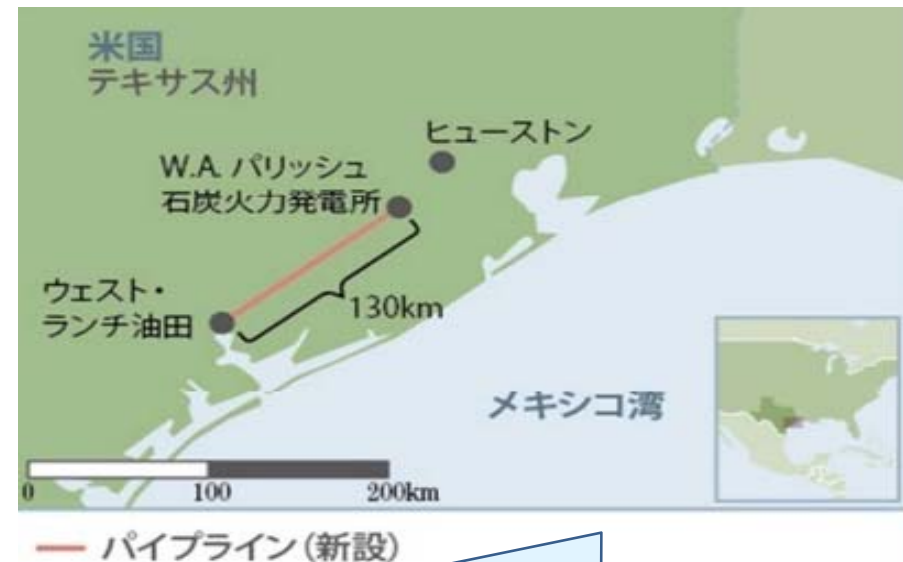 米国
テキサス州
ヒューストン
W.A. パリッシュ
石炭火力発電所
ウェスト・
ランチ油田
130km
メキシコ湾
0 100 200km
パイプライン(新設)